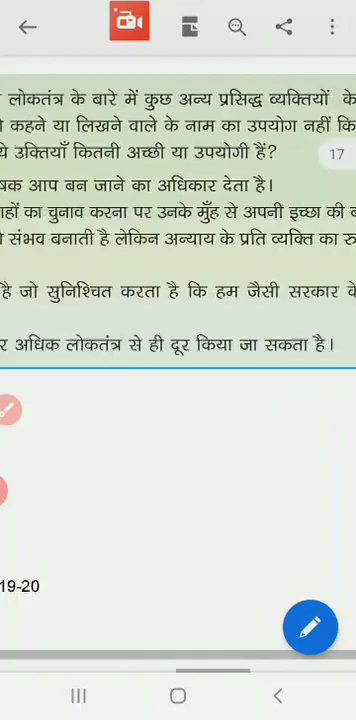 लोकतंत्र के बारे में कुछ अन्य प्रसिद्ध व्यक्तियों के
कहने या लिखने वाले के नाम का उपयोग नहीं कि
ये उक्तियाँ कितनी अच्छी या उपयोगी हैं?
17
षक आप बन जाने का अधिकार देता है।
ाहों का चुनाव करना पर उनके मुँह से अपनी इच्छा की ब
संभव बनाती है लेकिन अन्याय के प्रति व्यक्ति का रु
है जो सुनिश्चित करता है कि हम जैसी सरकार के
र अधिक लोकतंत्र से ही दूर किया जा सकता है।
19-20